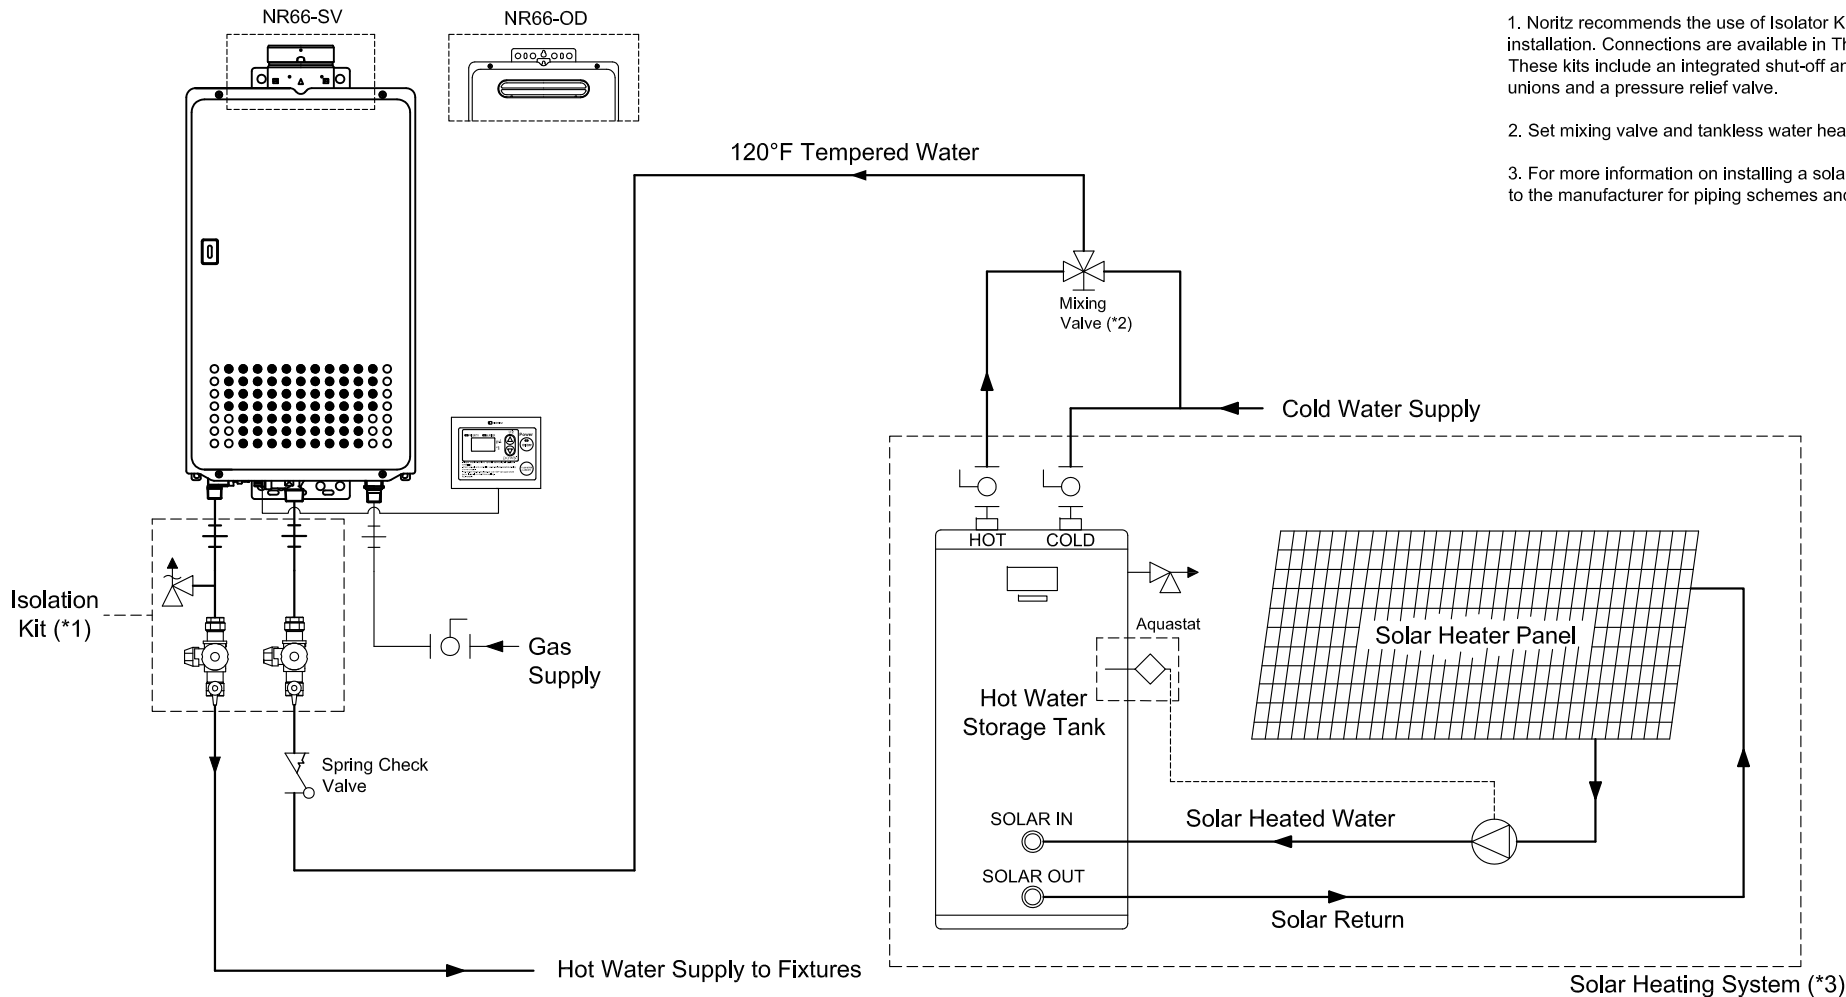 NR66-SV
NR66-OD
1. Noritz recommends the use of Isolator K
installation. Connections are available in Th
These kits include an integrated shut-off an
unions and a pressure relief valve.
2. Set mixing valve and tankless water hea
3. For more information on installing a sola
to the manufacturer for piping schemes and
120°F Tempered Water
Mixing
Valve (*2)
Cold Water Supply
HOT
COLD
Isolation
Kit (*1)
Gas
Supply
Aquastat
Solar Heater Panel
Hot Water
Storage Tank
Spring Check
Valve
SOLAR IN
Solar Heated Water
SOLAR OUT
Solar Return
Hot Water Supply to Fixtures
Solar Heating System (*3)